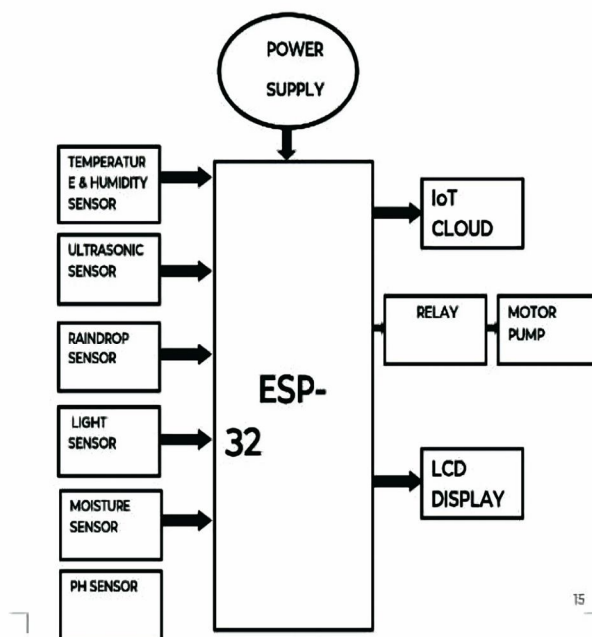 POWER
SUPPLY
TEMPERATUR
E & HUMIDITY
SENSOR
ULTRASONIC
SENSOR
RAINDROP
SENSOR
LIGHT
SENSOR
MOISTURE
SENSOR
PH SENSOR
ESP-
32
IoT
CLOUD
RELAY
MOTOR
PUMP
LCD
DISPLAY
15